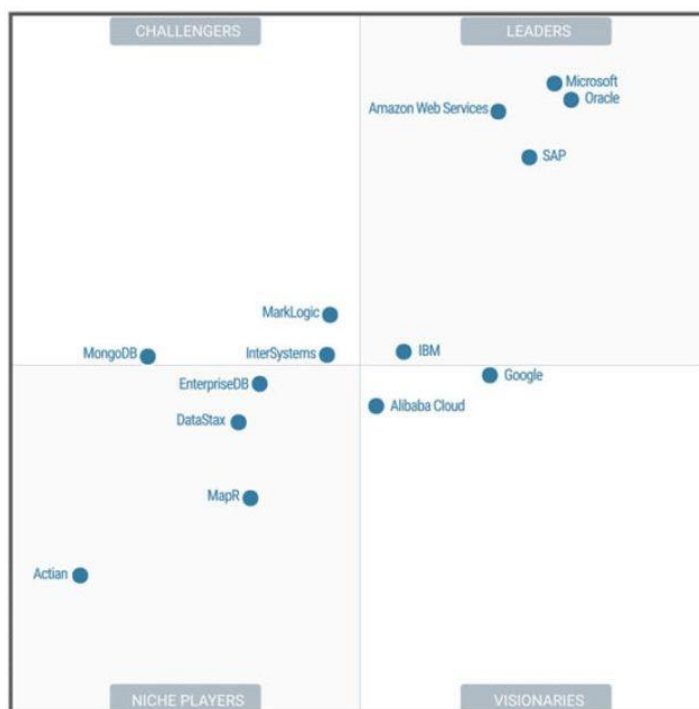 CHALLENGERS
LEADERS
Microsoft
Oracle
Amazon Web Services
SAP
MarkLogic
MongoDB
InterSystems
IBM
Google
EnterpriseDB
Alibaba Cloud
DataStax
MapR
Actian
NICHE PLAYERS
VISIONARIES